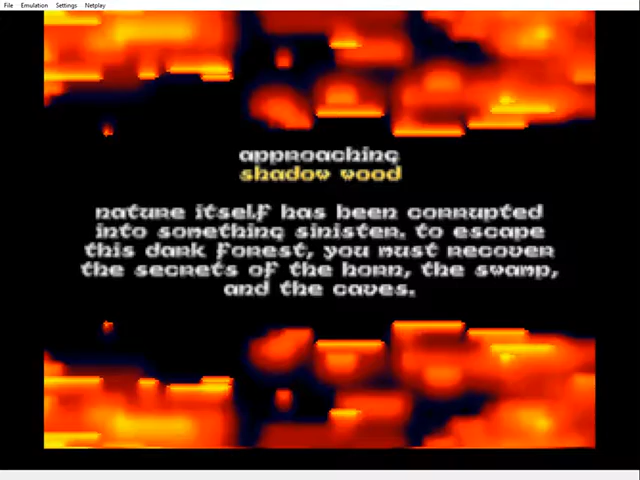 File Emulation Settings Netplay
approaching
shadow wood
nature itself has been corrupted
into something sinister. to escape
this dark forest, you must recover
the secrets of the horn, the swamp,
and the caves.